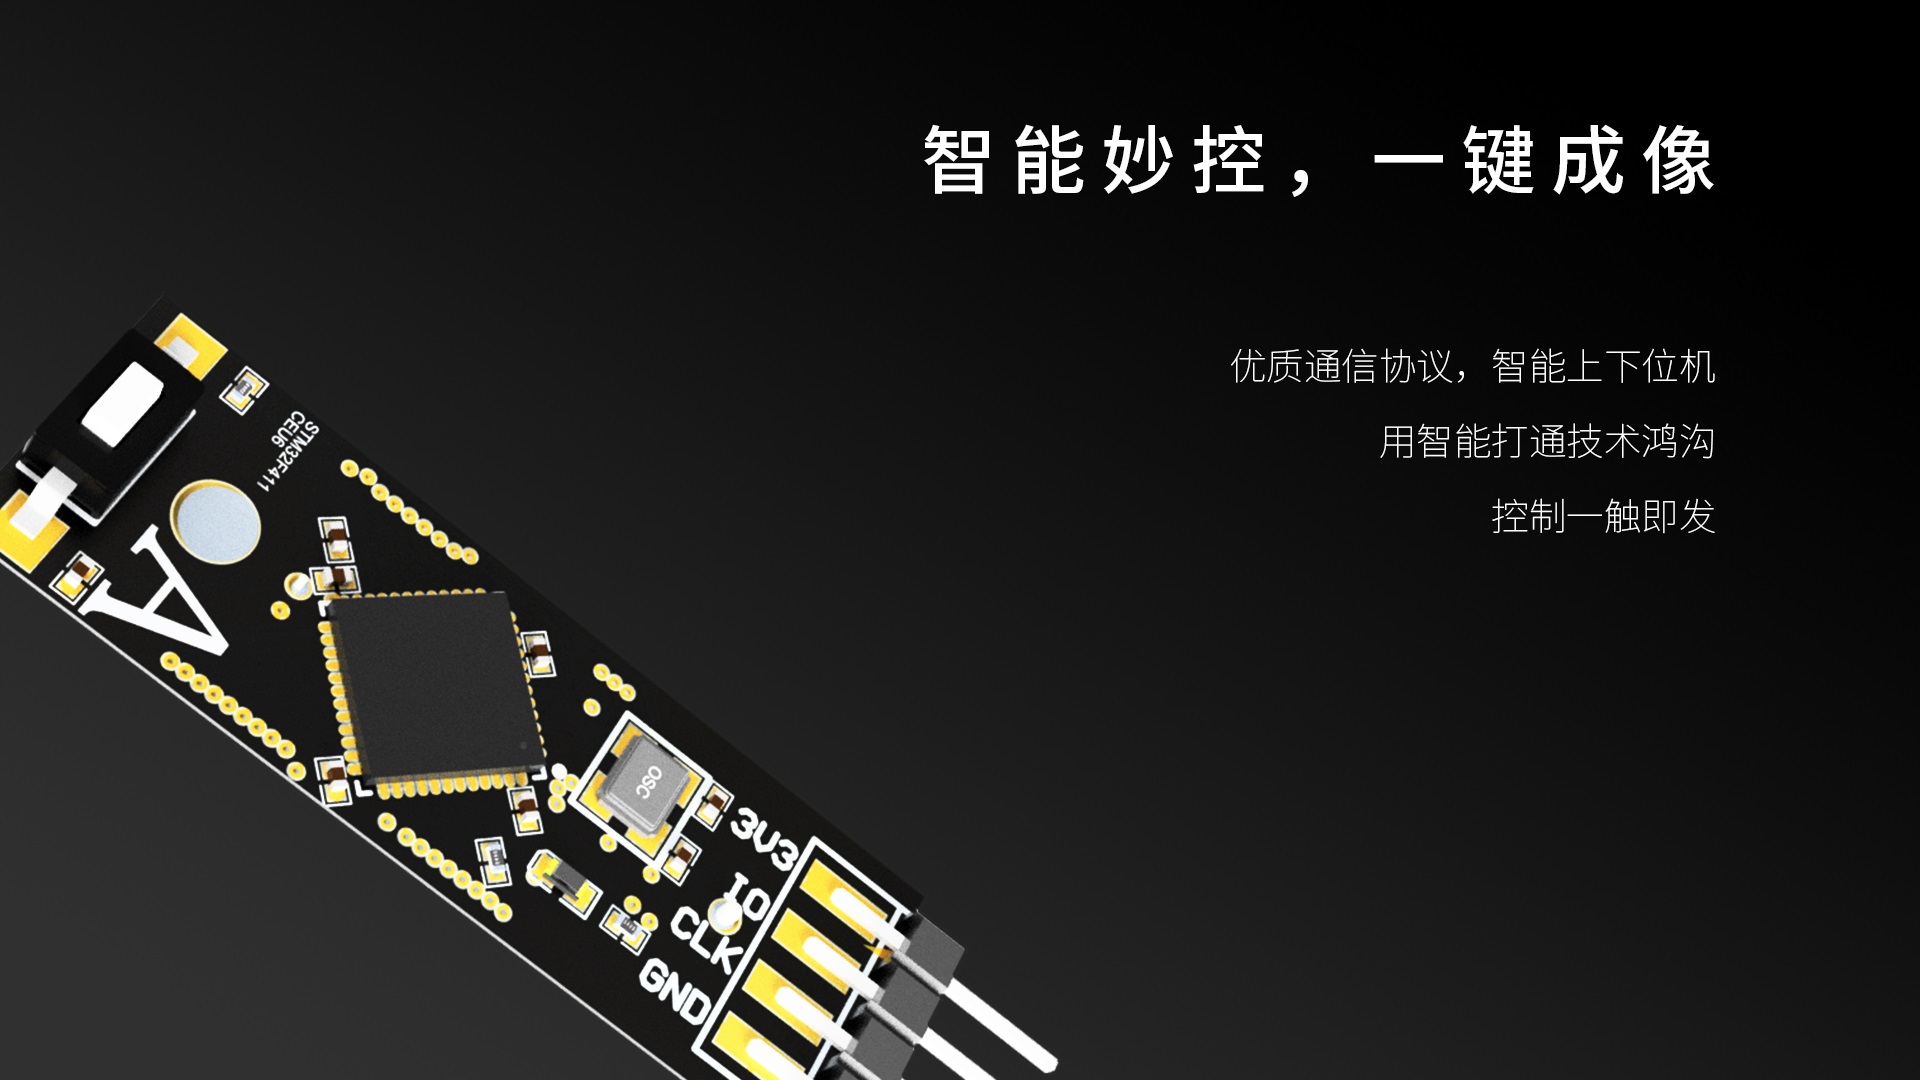 智能妙控，一键成像
优质通信协议，智能上下位机
用智能打通技术鸿沟
控制一触即发
STM32F411
CEU6
A
OSC
3V3
IO
CLK
GND